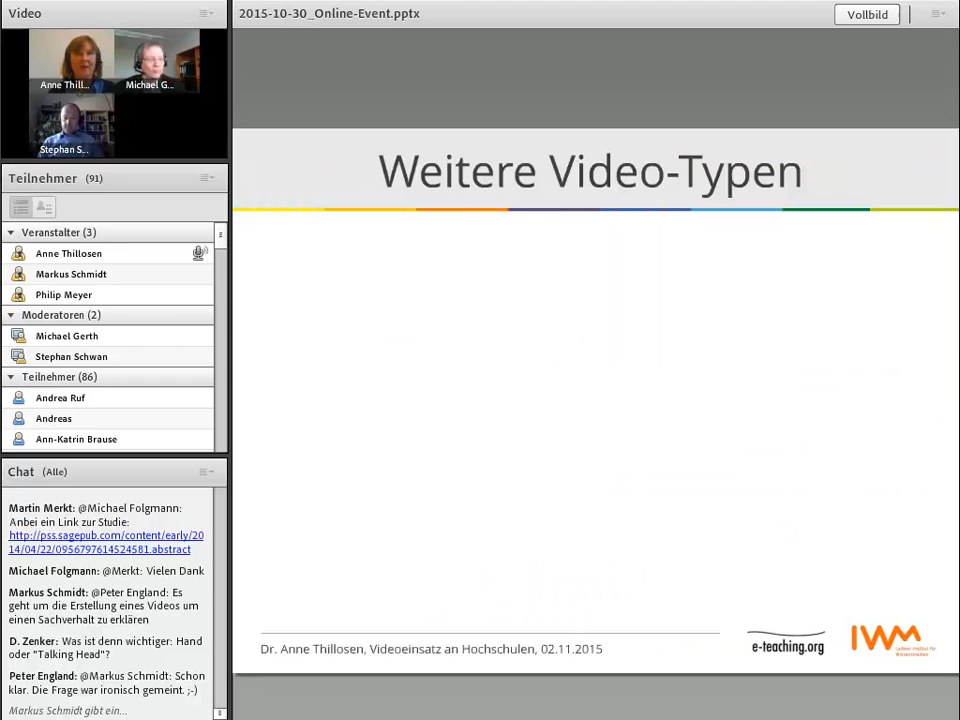 Video
Anne Thill...
Michael G...
Stephan S...
Teilnehmer (91)
Veranstalter (3)
Anne Thillosen
Markus Schmidt
Philip Meyer
Moderatoren (2)
Michael Gerth
Stephan Schwan
Teilnehmer (86)
Andrea Ruf
Andreas
Ann-Katrin Brause
Chat (Alle)
Martin Merkt: @Michael Folgmann:
Anbei ein Link zur Studie:
http://pss.sagepub.com/content/early/20
14/04/22/0956797614524581.abstract
Michael Folgmann: @Merkt: Vielen Dank
Markus Schmidt: @Peter England: Es
geht um die Erstellung eines Videos um
einen Sachverhalt zu erklären
D. Zenker: Was ist denn wichtiger: Hand
oder "Talking Head"?
Peter England: @Markus Schmidt: Schon
klar. Die Frage war ironisch gemeint. ;-)
Markus Schmidt gibt ein...
2015-10-30_Online-Event.pptx
Vollbild
Weitere Video-Typen
Dr. Anne Thillosen, Videoeinsatz an Hochschulen, 02.11.2015
e-teaching.org
IWM
Leibniz-Institut für
Wissensmedien